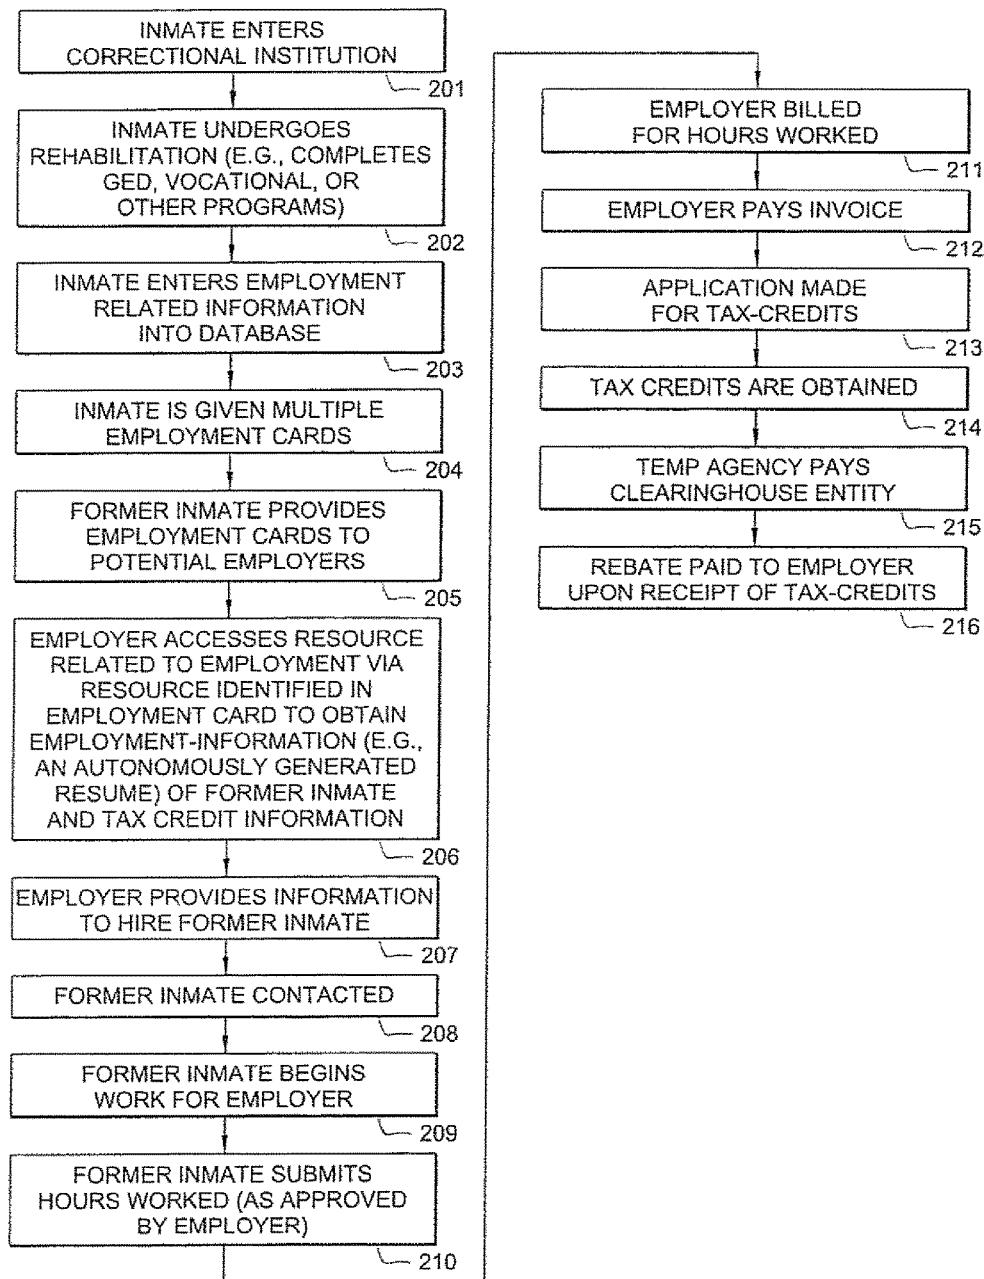 INMATE ENTERS
CORRECTIONAL INSTITUTION
201
INMATE UNDERGOES
REHABILITATION (E.G., COMPLETES
GED, VOCATIONAL, OR
OTHER PROGRAMS)
202
INMATE ENTERS EMPLOYMENT
RELATED INFORMATION
INTO DATABASE
203
INMATE IS GIVEN MULTIPLE
EMPLOYMENT CARDS
204
FORMER INMATE PROVIDES
EMPLOYMENT CARDS TO
POTENTIAL EMPLOYERS
205
EMPLOYER ACCESSES RESOURCE
RELATED TO EMPLOYMENT VIA
RESOURCE IDENTIFIED IN
EMPLOYMENT CARD TO OBTAIN
EMPLOYMENT-INFORMATION (E.G.,
AN AUTONOMOUSLY GENERATED
RESUME) OF FORMER INMATE
AND TAX CREDIT INFORMATION
206
EMPLOYER PROVIDES INFORMATION
TO HIRE FORMER INMATE
207
FORMER INMATE CONTACTED
208
FORMER INMATE BEGINS
WORK FOR EMPLOYER
209
FORMER INMATE SUBMITS
HOURS WORKED (AS APPROVED
BY EMPLOYER)
210
EMPLOYER BILLED
FOR HOURS WORKED
211
EMPLOYER PAYS INVOICE
212
APPLICATION MADE
FOR TAX-CREDITS
213
TAX CREDITS ARE OBTAINED
214
TEMP AGENCY PAYS
CLEARINGHOUSE ENTITY
215
REBATE PAID TO EMPLOYER
UPON RECEIPT OF TAX-CREDITS
216